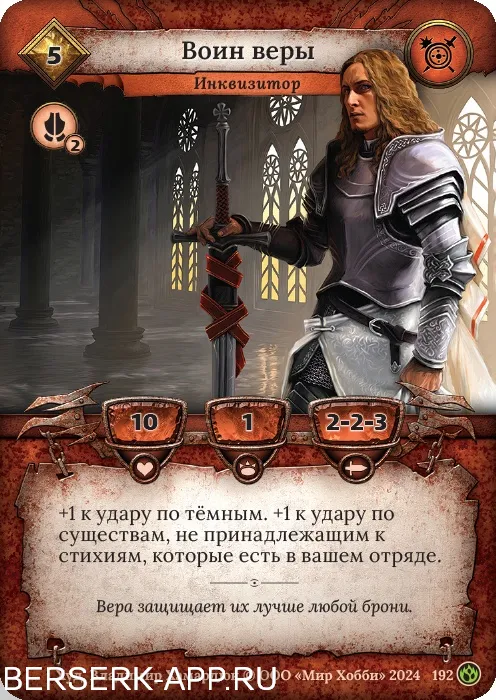 5
Воин веры
Инквизитор
2
10
1
2-2-3
+1 к удару по тёмным. +1 к удару по
существам, не принадлежащим к
стихиям, которые есть в вашем отряде.
Вера защищает их лучше любой брони.
ООО «Мир Хобби» 2024 192
BERSERK-APP.RU